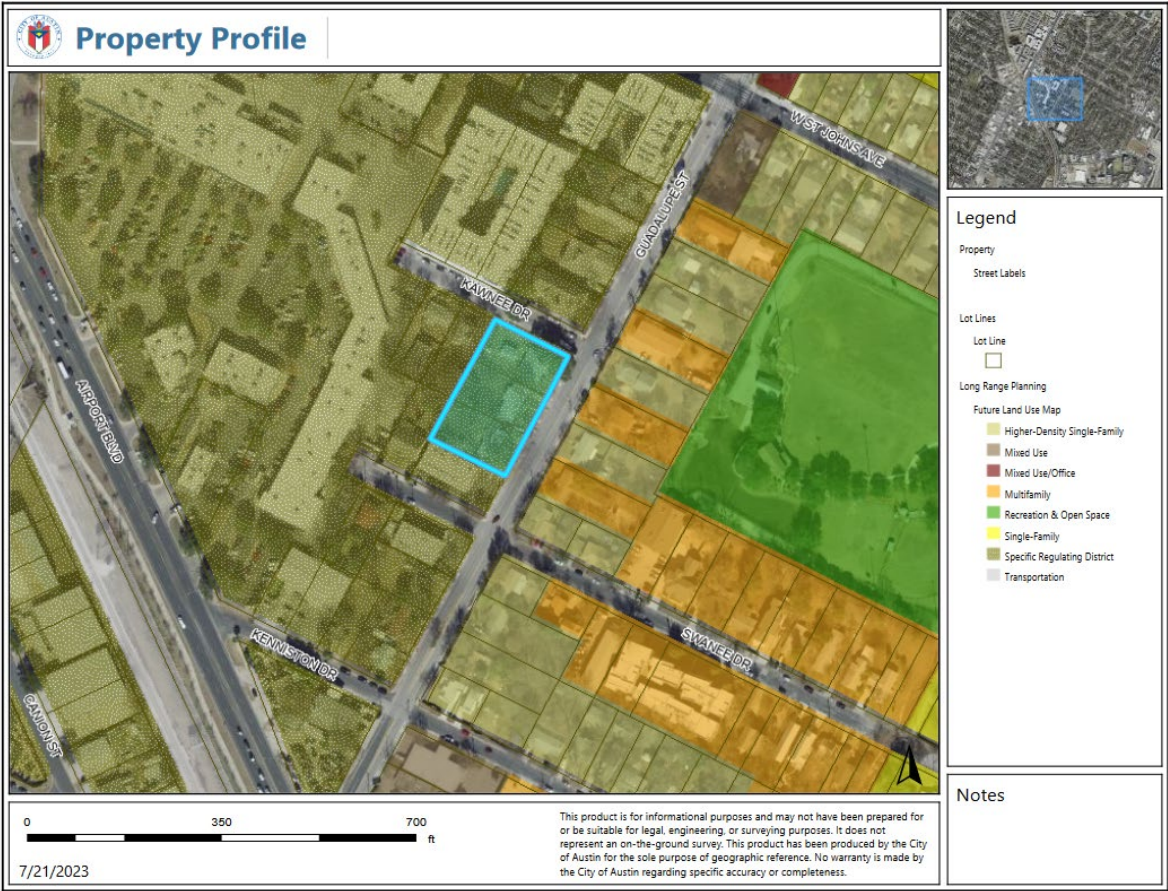 Property Profile
W ST JOHNS AVE
GUADALUPE ST
KAWNEE DR
AIRPORT BLVD
KENNISTON DR
SWANEE DR
CANION ST
Legend
Property
Street Labels
Lot Lines
Lot Line
Long Range Planning
Future Land Use Map
Higher-Density Single-Family
Mixed Use
Mixed Use/Office
Multifamily
Recreation & Open Space
Single-Family
Specific Regulating District
Transportation
Notes
0 350 700
ft
7/21/2023
This product is for informational purposes and may not have been prepared for
or be suitable for legal, engineering, or surveying purposes. It does not
represent an on-the-ground survey. This product has been produced by the City
of Austin for the sole purpose of geographic reference. No warranty is made by
the City of Austin regarding specific accuracy or completeness.